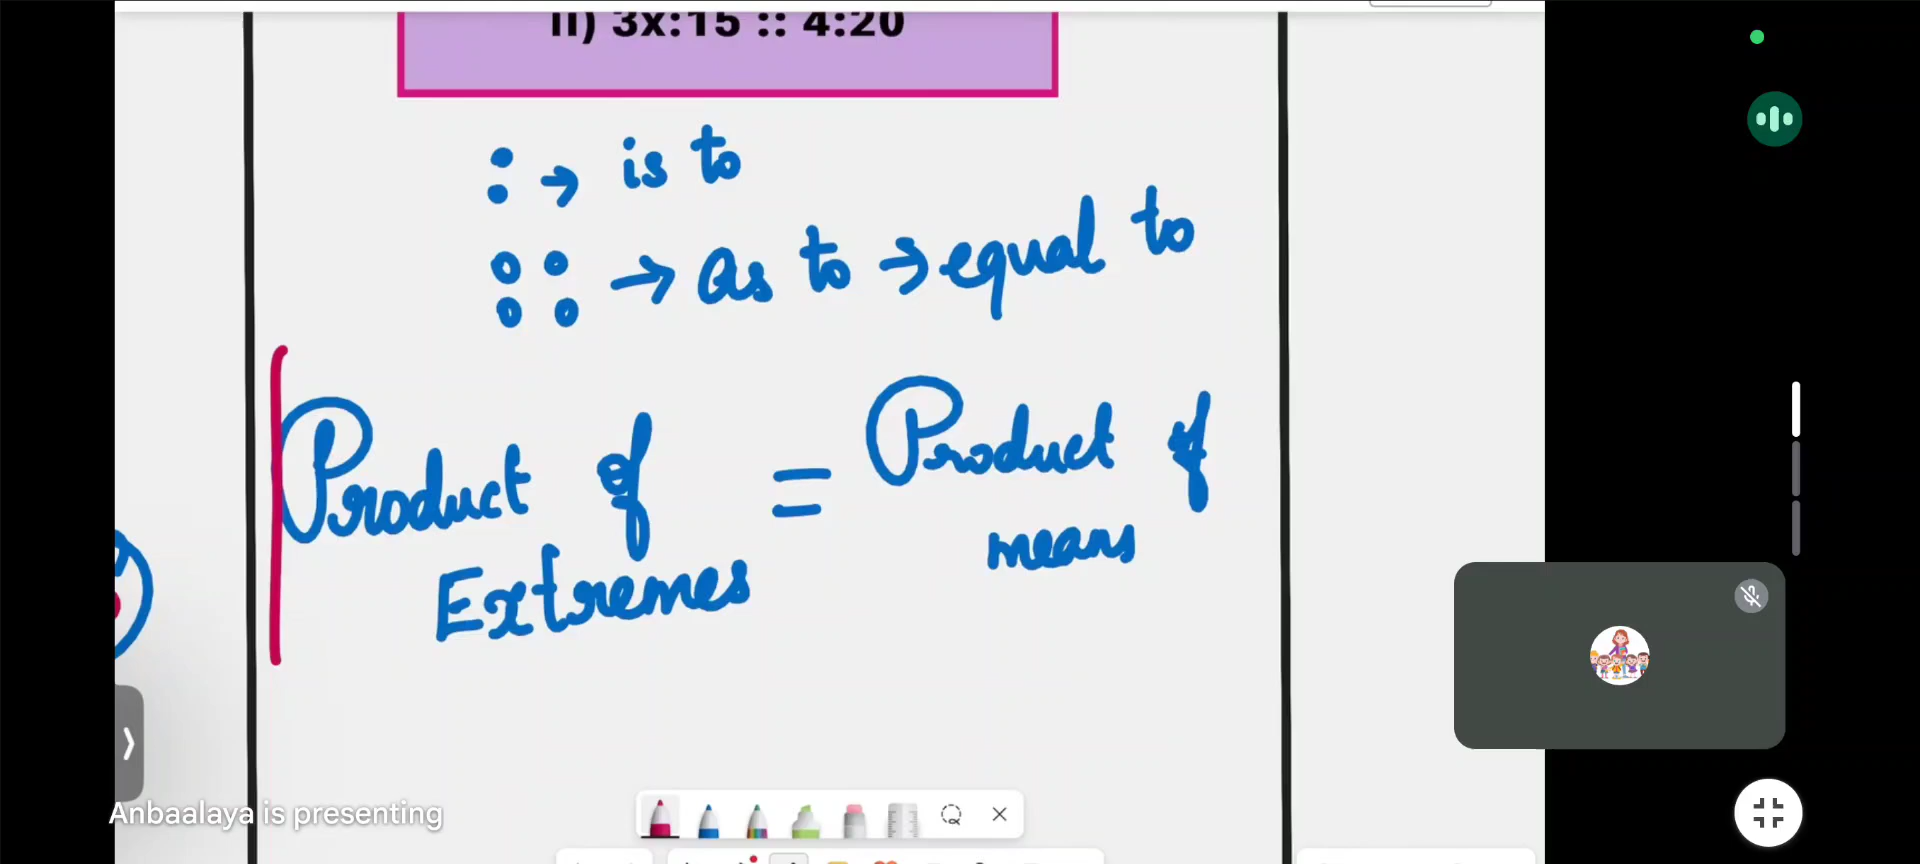 ii) 3x:15 :: 4:20
: → is to
:: → as to → equal to
Product of Extremes = Product of means
Anbaalaya is presenting